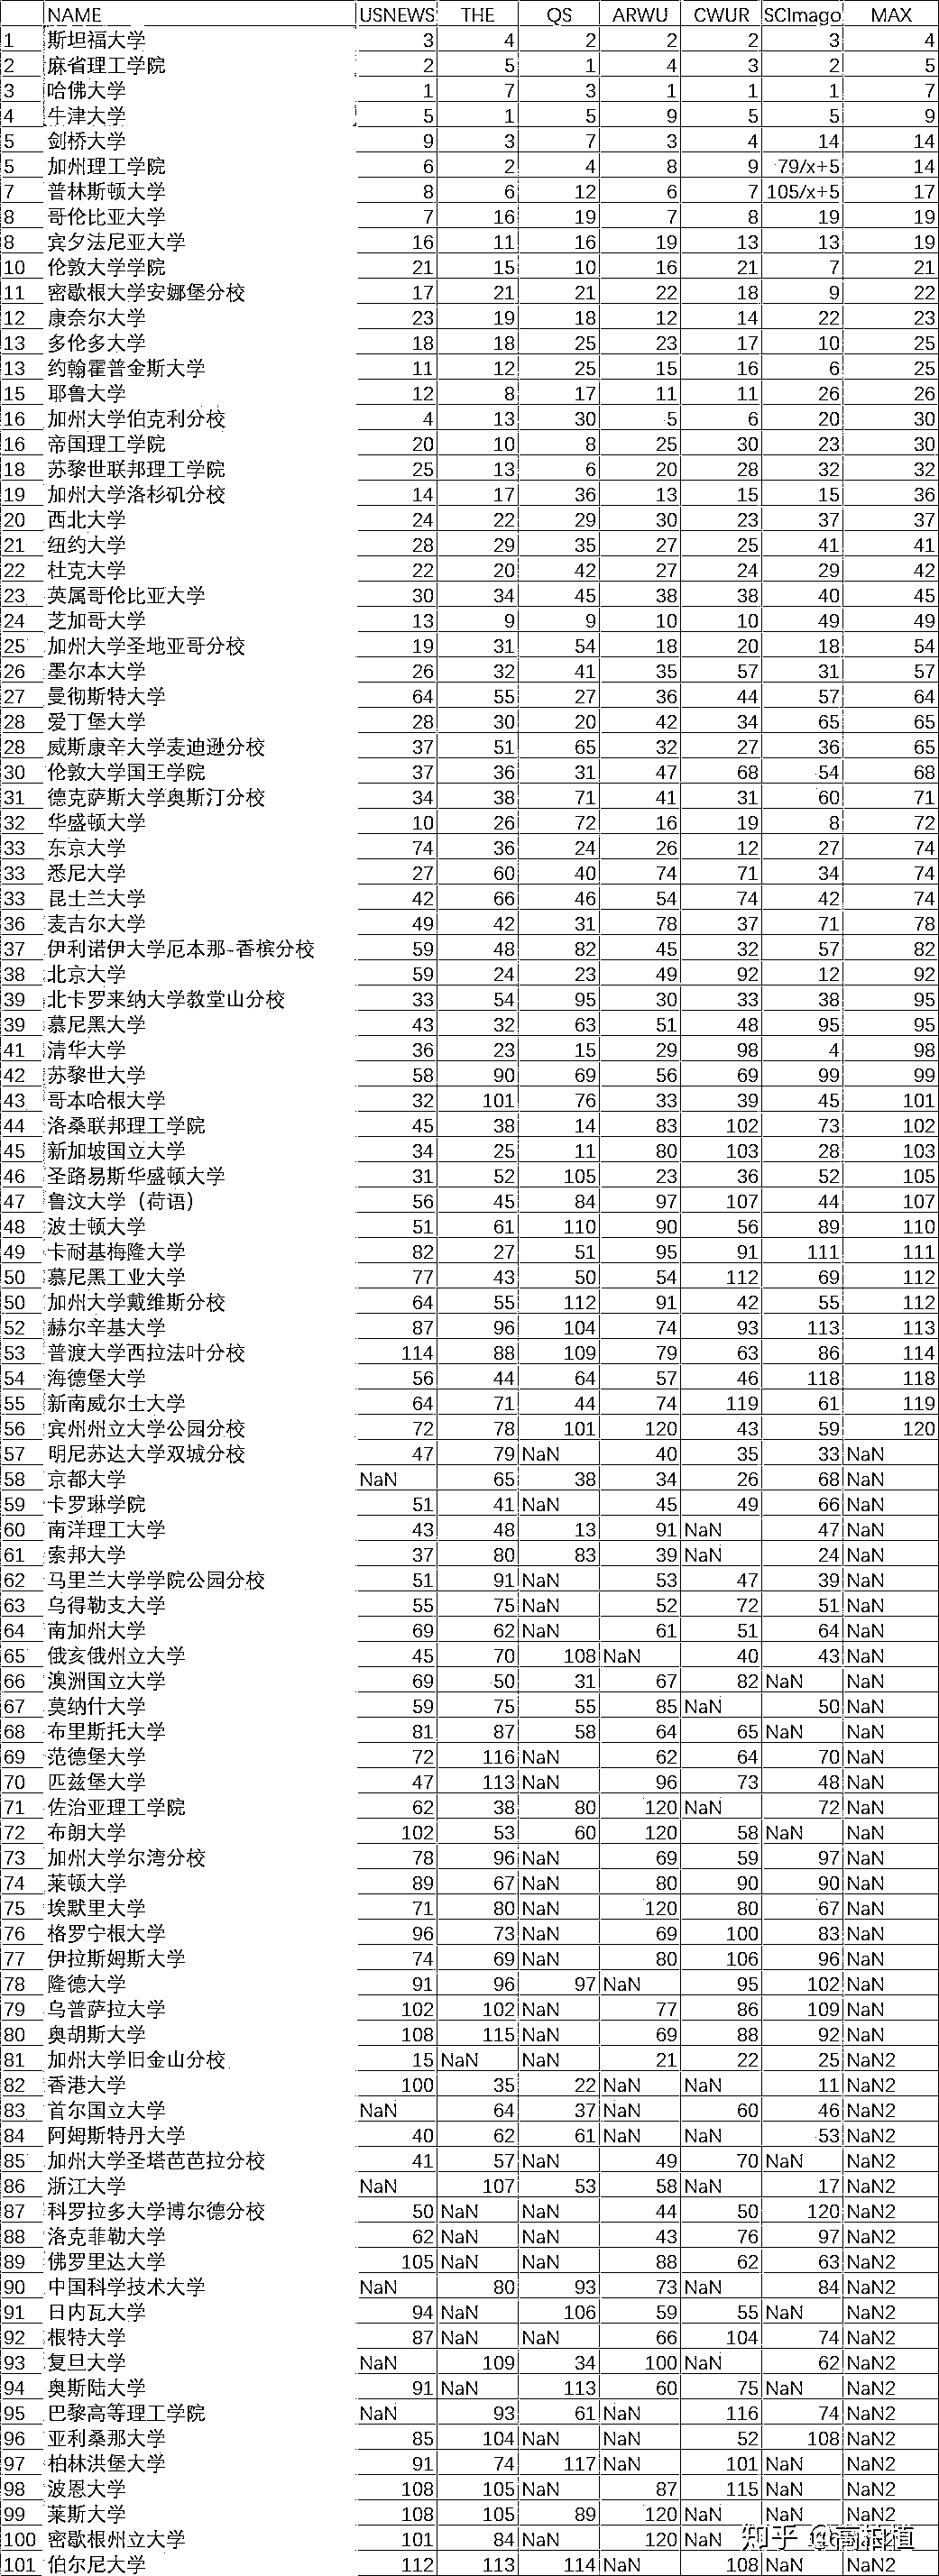 NAME USNEWS THE QS ARWU CWUR SCImago MAX
1 斯坦福大学 3 4 2 2 2 3 4
2 麻省理工学院 2 5 1 4 3 2 5
3 哈佛大学 1 7 3 1 1 1 7
4 牛津大学 5 1 5 9 5 5 9
5 剑桥大学 9 3 7 3 4 14 14
5 加州理工学院 6 2 4 8 9 79/x+5 14
7 普林斯顿大学 8 6 12 6 7 105/x+5 17
8 哥伦比亚大学 7 16 19 7 8 19 19
8 宾夕法尼亚大学 16 11 16 19 13 13 19
10 伦敦大学学院 21 15 10 16 21 7 21
11 密歇根大学安娜堡分校 17 21 21 22 18 9 22
12 康奈尔大学 23 19 18 12 14 22 23
13 多伦多大学 18 18 25 23 17 10 25
13 约翰霍普金斯大学 11 12 25 15 16 6 25
15 耶鲁大学 12 8 17 11 11 26 26
16 加州大学伯克利分校 4 13 30 5 6 20 30
16 帝国理工学院 20 10 8 25 30 23 30
18 苏黎世联邦理工学院 25 13 6 20 28 32 32
19 加州大学洛杉矶分校 14 17 36 13 15 15 36
20 西北大学 24 22 29 30 23 37 37
21 纽约大学 28 29 35 27 25 41 41
22 杜克大学 22 20 42 27 24 29 42
23 英属哥伦比亚大学 30 34 45 38 38 40 45
24 芝加哥大学 13 9 9 10 10 49 49
25 加州大学圣地亚哥分校 19 31 54 18 20 18 54
26 墨尔本大学 26 32 41 35 57 31 57
27 曼彻斯特大学 64 55 27 36 44 57 64
28 爱丁堡大学 28 30 20 42 34 65 65
28 威斯康辛大学麦迪逊分校 37 51 65 32 27 36 65
30 伦敦大学国王学院 37 36 31 47 68 54 68
31 德克萨斯大学奥斯汀分校 34 38 71 41 31 60 71
32 华盛顿大学 10 26 72 16 19 8 72
33 东京大学 74 36 24 26 12 27 74
33 悉尼大学 27 60 40 74 71 34 74
33 昆士兰大学 42 66 46 54 74 42 74
36 麦吉尔大学 49 42 31 78 37 71 78
37 伊利诺伊大学厄本那-香槟分校 59 48 82 45 32 57 82
38 北京大学 59 24 23 49 92 12 92
39 北卡罗来纳大学教堂山分校 33 54 95 30 33 38 95
39 慕尼黑大学 43 32 63 51 48 95 95
41 清华大学 36 23 15 29 98 4 98
42 苏黎世大学 58 90 69 56 69 99 99
43 哥本哈根大学 32 101 76 33 39 45 101
44 洛桑联邦理工学院 45 38 14 83 102 73 102
45 新加坡国立大学 34 25 11 80 103 28 103
46 圣路易斯华盛顿大学 31 52 105 23 36 52 105
47 鲁汶大学（荷语） 56 45 84 97 107 44 107
48 波士顿大学 51 61 110 90 56 89 110
49 卡耐基梅隆大学 82 27 51 95 91 111 111
50 慕尼黑工业大学 77 43 50 54 112 69 112
50 加州大学戴维斯分校 64 55 112 91 42 55 112
52 赫尔辛基大学 87 96 104 74 93 113 113
53 普渡大学西拉法叶分校 114 88 109 79 63 86 114
54 海德堡大学 56 44 64 57 46 118 118
55 新南威尔士大学 64 71 44 74 119 61 119
56 宾州州立大学公园分校 72 78 101 120 43 59 120
57 明尼苏达大学双城分校 47 79 NaN 40 35 33 NaN
58 京都大学 NaN 65 38 34 26 68 NaN
59 卡罗琳学院 51 41 NaN 45 49 66 NaN
60 南洋理工大学 43 48 13 91 NaN 47 NaN
61 索邦大学 37 80 83 39 NaN 24 NaN
62 马里兰大学学院公园分校 51 91 NaN 53 47 39 NaN
63 乌得勒支大学 55 75 NaN 52 72 51 NaN
64 南加州大学 69 62 NaN 61 51 64 NaN
65 俄亥俄州立大学 45 70 108 NaN 40 43 NaN
66 澳洲国立大学 69 50 31 67 82 NaN NaN
67 莫纳什大学 59 75 55 85 NaN 50 NaN
68 布里斯托大学 81 87 58 64 65 NaN NaN
69 范德堡大学 72 116 NaN 62 64 70 NaN
70 匹兹堡大学 47 113 NaN 96 73 48 NaN
71 佐治亚理工学院 62 38 80 120 NaN 72 NaN
72 布朗大学 102 53 60 120 58 NaN NaN
73 加州大学尔湾分校 78 96 NaN 69 59 97 NaN
74 莱顿大学 89 67 NaN 80 90 90 NaN
75 埃默里大学 71 80 NaN 120 80 67 NaN
76 格罗宁根大学 96 73 NaN 69 100 83 NaN
77 伊拉斯姆斯大学 74 69 NaN 80 106 96 NaN
78 隆德大学 91 96 97 NaN 95 102 NaN
79 乌普萨拉大学 102 102 NaN 77 86 109 NaN
80 奥胡斯大学 108 115 NaN 69 88 92 NaN
81 加州大学旧金山分校 15 NaN NaN 21 22 25 NaN2
82 香港大学 100 35 22 NaN NaN 11 NaN2
83 首尔国立大学 NaN 64 37 NaN 60 46 NaN2
84 阿姆斯特丹大学 40 62 61 NaN NaN 53 NaN2
85 加州大学圣塔芭芭拉分校 41 57 NaN 49 70 NaN NaN2
86 浙江大学 NaN 107 53 58 NaN 17 NaN2
87 科罗拉多大学博尔德分校 50 NaN NaN 44 50 120 NaN2
88 洛克菲勒大学 62 NaN NaN 43 76 97 NaN2
89 佛罗里达大学 105 NaN NaN 88 62 63 NaN2
90 中国科学技术大学 NaN 80 93 73 NaN 84 NaN2
91 日内瓦大学 94 NaN 106 59 55 NaN NaN2
92 根特大学 87 NaN NaN 66 104 74 NaN2
93 复旦大学 NaN 109 34 100 NaN 62 NaN2
94 奥斯陆大学 91 NaN 113 60 75 NaN NaN2
95 巴黎高等理工学院 NaN 93 61 NaN 116 74 NaN2
96 亚利桑那大学 85 104 NaN NaN 52 108 NaN2
97 柏林洪堡大学 91 74 117 NaN 101 NaN NaN2
98 波恩大学 108 105 NaN 87 115 NaN NaN2
99 莱斯大学 108 105 89 120 NaN NaN NaN2
100 密歇根州立大学 101 84 NaN 120 NaN
知乎
101 伯尔尼大学 112 113 114 NaN 108 NaN NaN2